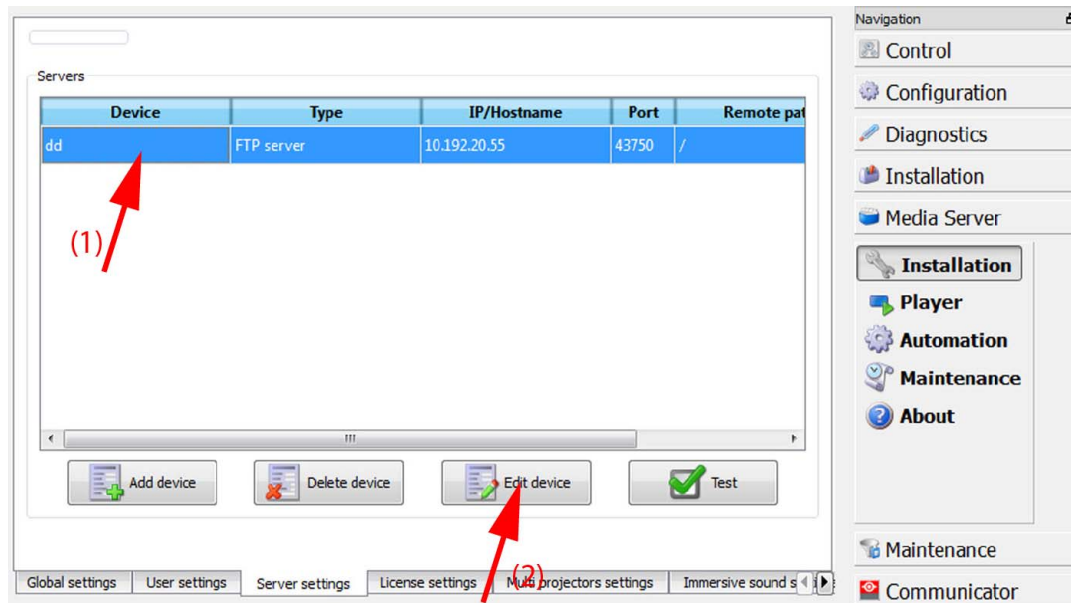 Servers
Device Type IP/Hostname Port Remote pat
dd FTP server 10.192.20.55 43750 /
(1)
Add device Delete device Edit device Test
(2)
Global settings User settings Server settings License settings Multi projectors settings Immersive sound s
Navigation
Control
Configuration
Diagnostics
Installation
Media Server
Installation
Player
Automation
Maintenance
About
Maintenance
Communicator